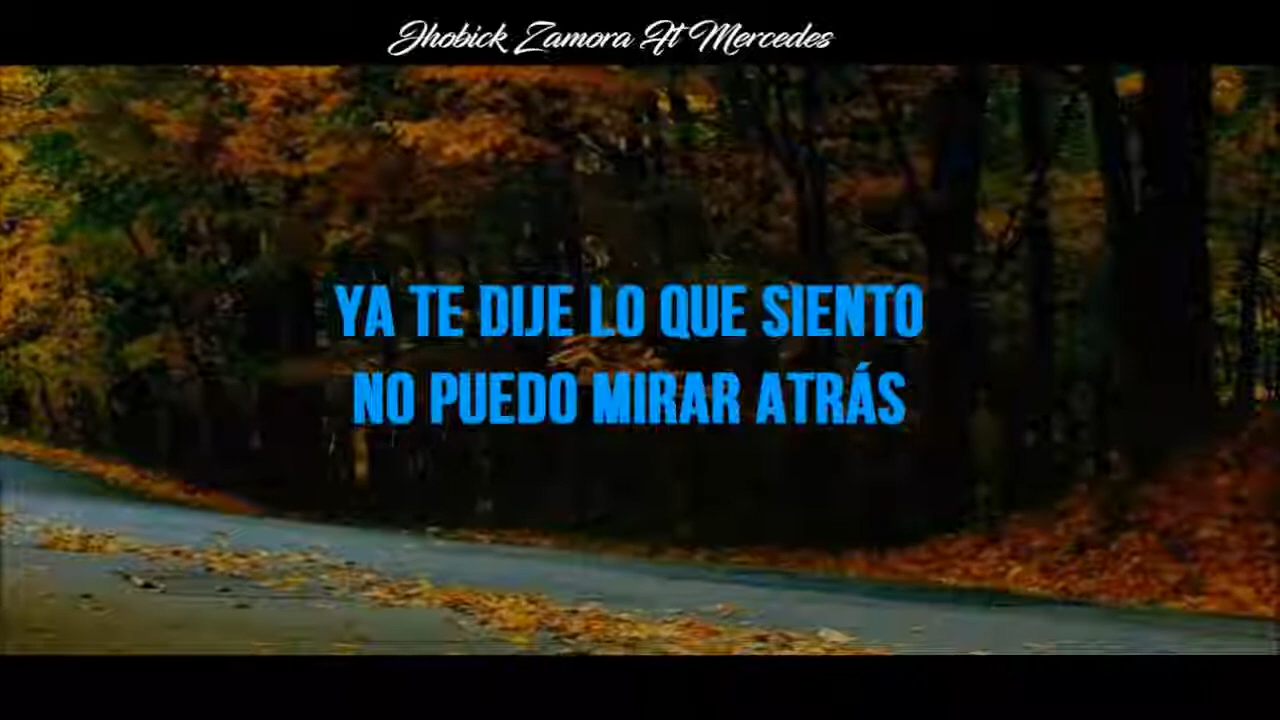 Jhobick Zamora Ft Mercedes
YA TE DIJE LO QUE SIENTO
NO PUEDO MIRAR ATRÁS